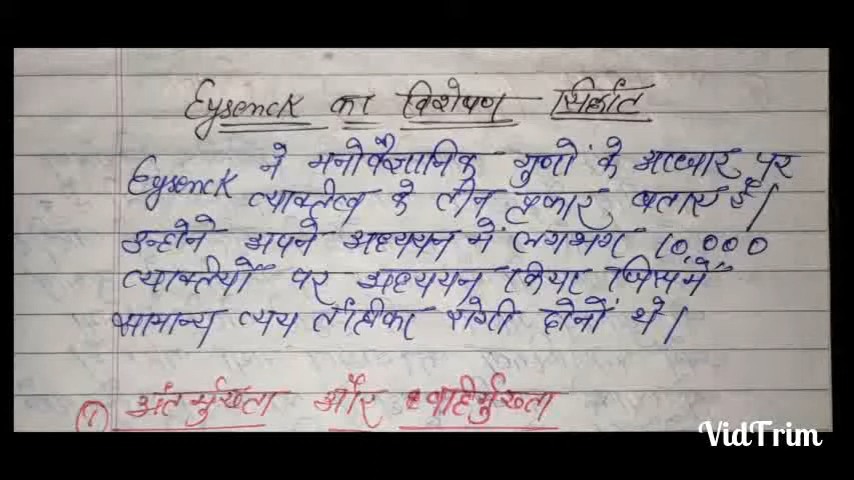 Eysenck का विशेषण सिद्धांत
Eysenck ने मनोवैज्ञानिक गुणों के आधार पर
व्यक्तित्व के तीन प्रकार बताए हैं।
उन्होंने अपने अध्ययन में लगभग 10,000
व्यक्तियों पर अध्ययन किया जिसमें
सामान्य तंत्रिका रोगी दोनों थे।
① अंतर्मुखता और बहिर्मुखता
VidTrim